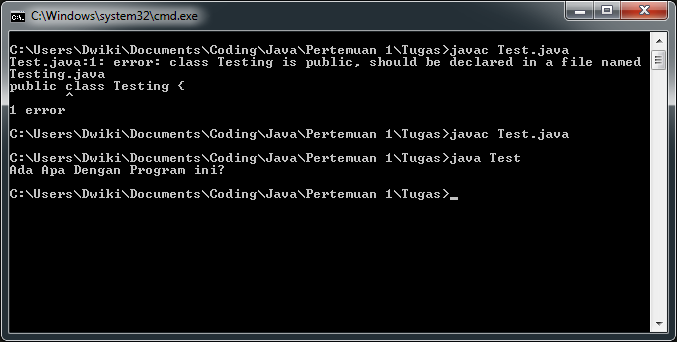 C:\Windows\system32\cmd.exe
C:\Users\Dwiki\Documents\Coding\Java\Pertemuan 1\Tugas>javac Test.java
Test.java:1: error: class Testing is public, should be declared in a file named
Testing.java
public class Testing {
^
1 error
C:\Users\Dwiki\Documents\Coding\Java\Pertemuan 1\Tugas>javac Test.java
C:\Users\Dwiki\Documents\Coding\Java\Pertemuan 1\Tugas>java Test
Ada Apa Dengan Program ini?
C:\Users\Dwiki\Documents\Coding\Java\Pertemuan 1\Tugas>_